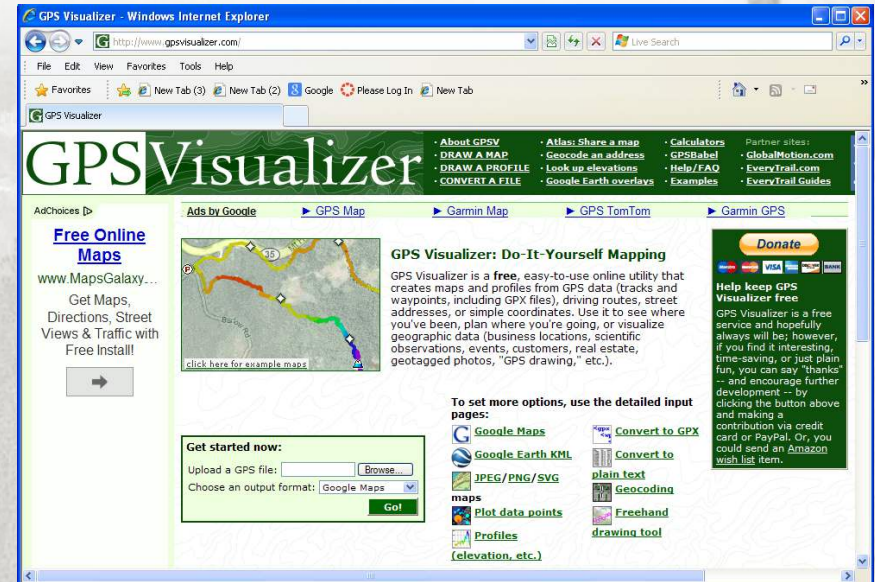 GPS Visualizer - Windows Internet Explorer
http://www.gpsvisualizer.com/
Live Search
File Edit View Favorites Tools Help
Favorites New Tab (3) New Tab (2) Google Please Log In New Tab
GPS Visualizer
GPSVisualizer
· About GPSV
· DRAW A MAP
· DRAW A PROFILE
· CONVERT A FILE
· Atlas: Share a map
· Geocode an address
· Look up elevations
· Google Earth overlays
· Calculators
· GPSBabel
· Help/FAQ
· Examples
Partner sites:
· GlobalMotion.com
· EveryTrail.com
· EveryTrail Guides
AdChoices
Ads by Google
GPS Map
Garmin Map
GPS TomTom
Garmin GPS
Free Online
Maps
www.MapsGalaxy...
Get Maps,
Directions, Street
Views & Traffic with
Free Install!
35
P
click here for example maps
GPS Visualizer: Do-It-Yourself Mapping
GPS Visualizer is a free, easy-to-use online utility that
creates maps and profiles from GPS data (tracks and
waypoints, including GPX files), driving routes, street
addresses, or simple coordinates. Use it to see where
you've been, plan where you're going, or visualize
geographic data (business locations, scientific
observations, events, customers, real estate,
geotagged photos, "GPS drawing," etc.).
Get started now:
Upload a GPS file: Browse...
Choose an output format: Google Maps
Go!
To set more options, use the detailed input
pages:
Google Maps
Google Earth KML
JPEG/PNG/SVG
maps
Plot data points
Profiles
(elevation, etc.)
Convert to GPX
Convert to
plain text
Geocoding
Freehand
drawing tool
Donate
VISA
BANK
Help keep GPS
Visualizer free
GPS Visualizer is a free
service and hopefully
always will be; however,
if you find it interesting,
time-saving, or just plain
fun, you can say "thanks"
-- and encourage further
development -- by
clicking the button above
and making a
contribution via credit
card or PayPal. Or, you
could send an Amazon
wish list item.